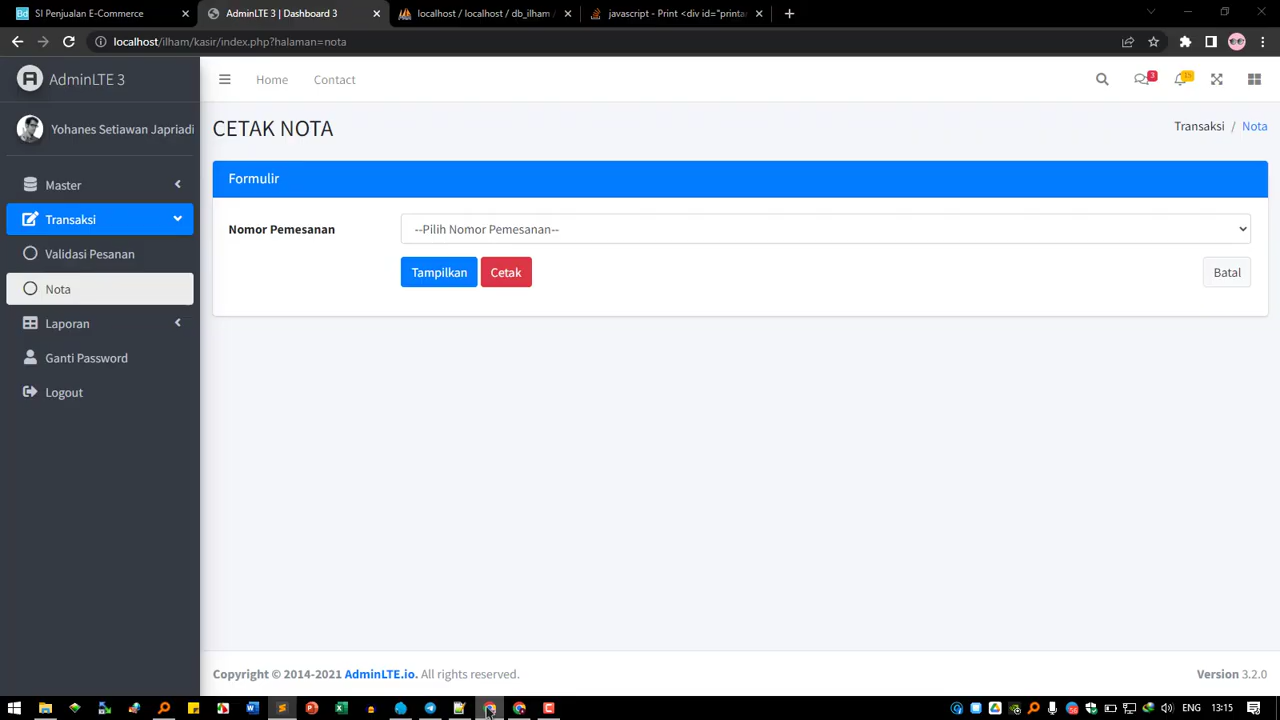 SI Penjualan E-Commerce
AdminLTE 3 | Dashboard 3
localhost / localhost / db_ilham /
javascript - Print <div id="printa
localhost/ilham/kasir/index.php?halaman=nota
AdminLTE 3
Home
Contact
3
15
Yohanes Setiawan Japriadi
CETAK NOTA
Transaksi / Nota
Master
Transaksi
Validasi Pesanan
Nota
Laporan
Ganti Password
Logout
Formulir
Nomor Pemesanan
--Pilih Nomor Pemesanan--
Tampilkan
Cetak
Batal
Copyright © 2014-2021 AdminLTE.io. All rights reserved.
Version 3.2.0
ENG
13:15